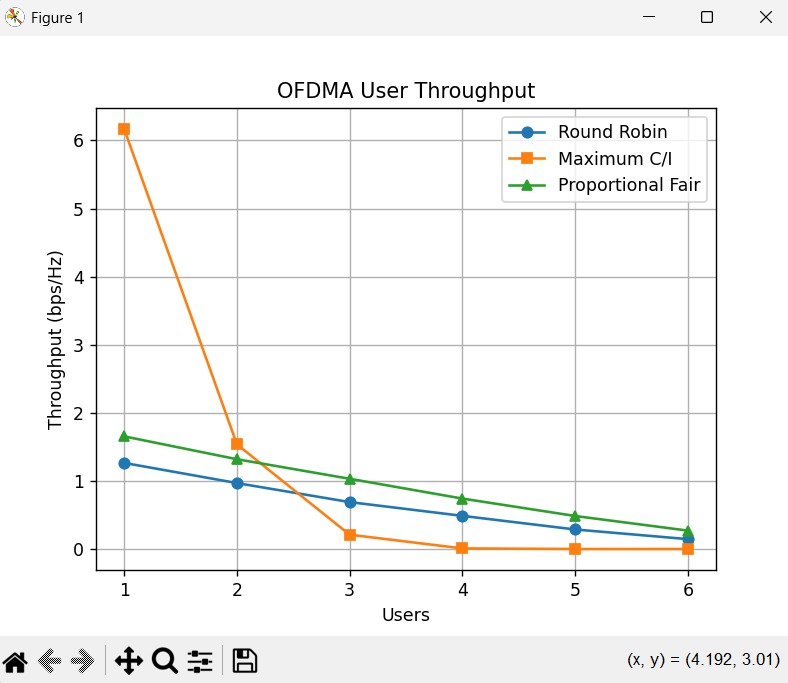 Figure 1
OFDMA User Throughput
Round Robin
Maximum C/I
Proportional Fair
Throughput (bps/Hz)
6
5
4
3
2
1
0
1 2 3 4 5 6
Users
(x, y) = (4.192, 3.01)